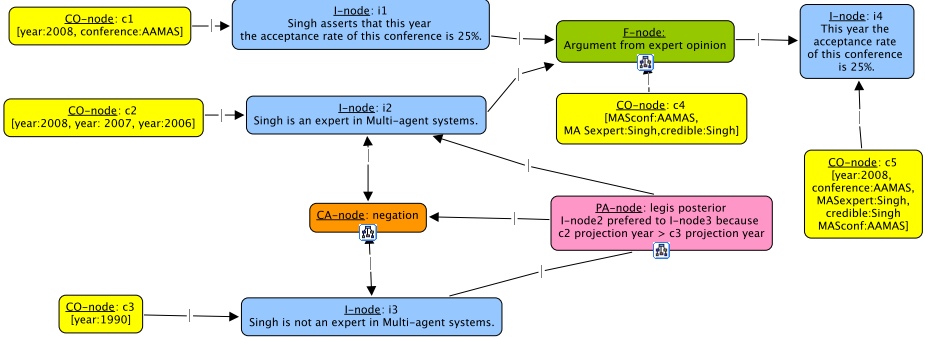 CO-node: c1
[year=2008, conference:AAMAS]
I-node: i1
Singh asserts that this year
the acceptance rate of this conference is 25%.
F-node:
Argument from expert opinion
I-node: i4
This year the
acceptance rate
of this conference
is 25%.
CO-node: c2
[year:2008, year: 2007, year:2006]
I-node: i2
Singh is an expert in Multi-agent systems.
CO-node: c4
[MASconf:AAMAS,
MA Sexpert:Singh,credible:Singh]
CO-node: c5
[year:2008,
conference:AAMAS,
MASexpert:Singh,
credible:Singh
MASconf:AAMAS]
CA-node: negation
PA-node: legis posterior
I-node2 prefered to I-node3 because
c2 projection year > c3 projection year
CO-node: c3
[year:1990]
I-node: i3
Singh is not an expert in Multi-agent systems.